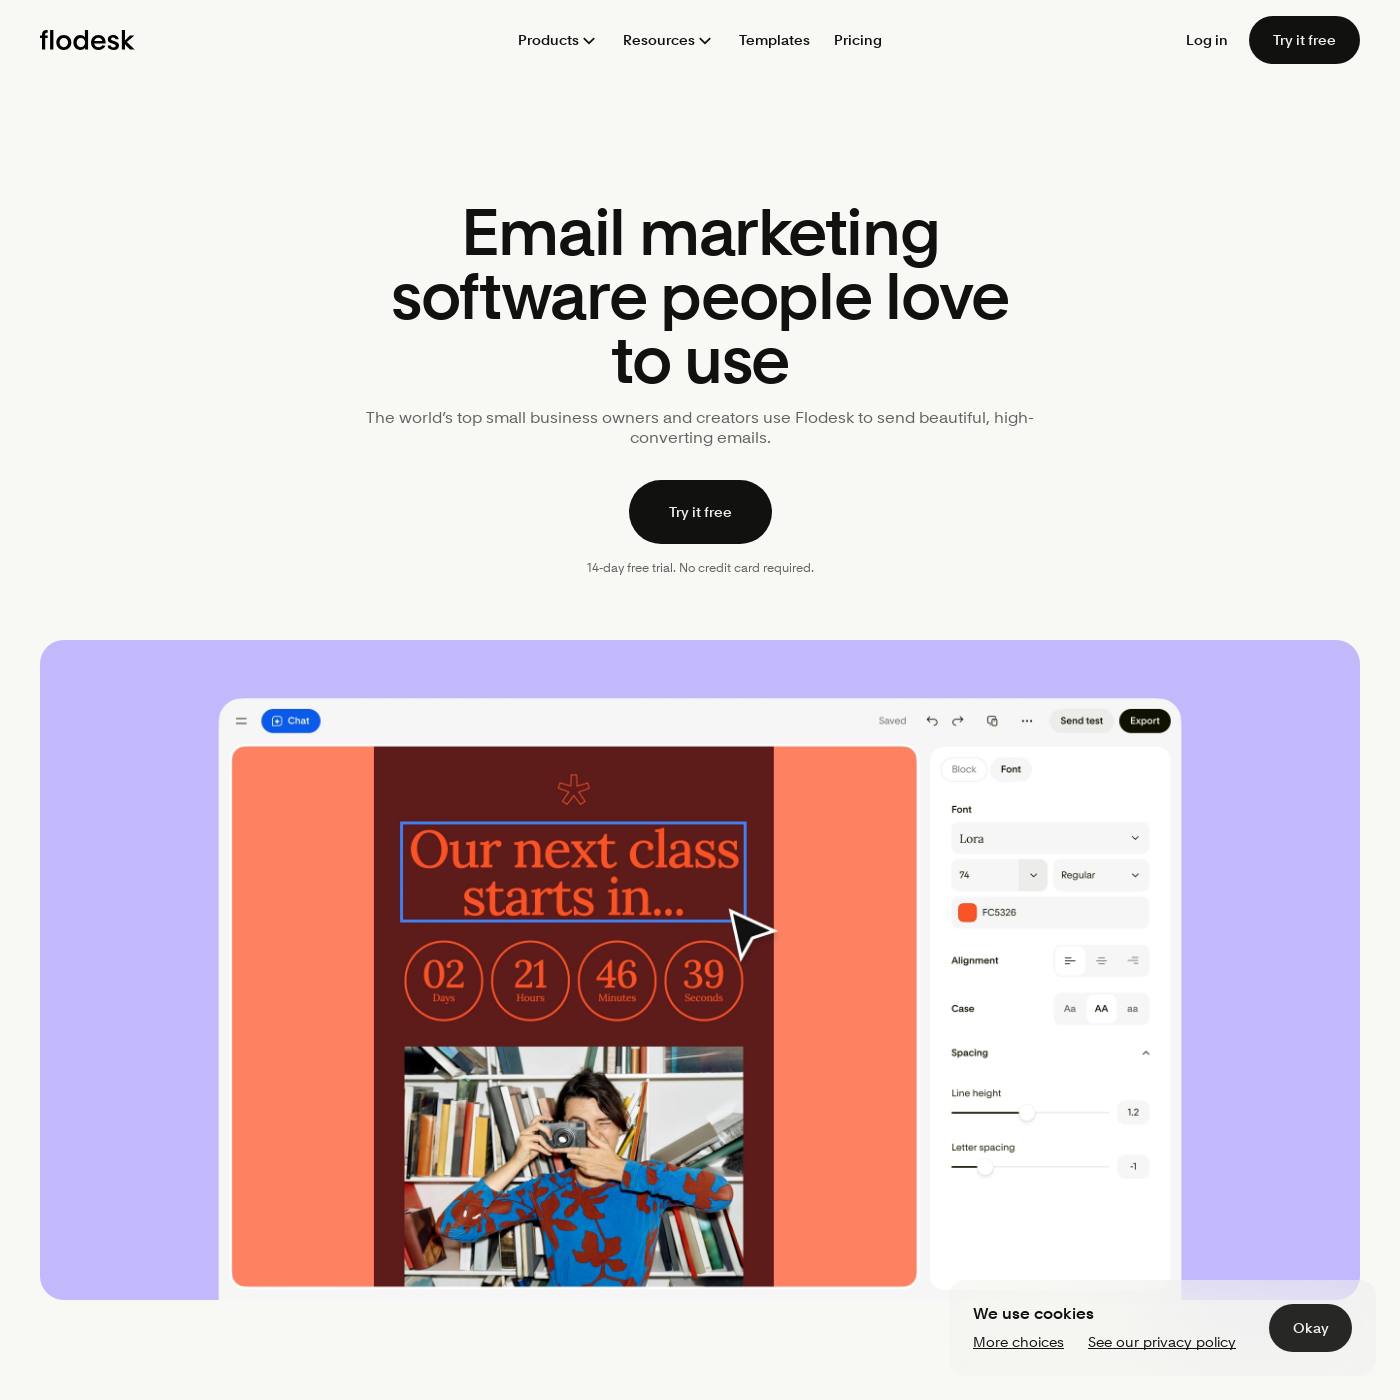 flodesk
Products
Resources
Templates
Pricing
Log in
Try it free
Email marketing
software people love
to use
The world's top small business owners and creators use Flodesk to send beautiful, high-
converting emails.
Try it free
14-day free trial. No credit card required.
Chat
Saved
Send test
Export
Block
Font
Font
Lora
74
Regular
FC5326
Alignment
Case
Aa
AA
aa
Spacing
Line height
1.2
Letter spacing
-1
Our next class
starts in...
02
Days
21
Hours
46
Minutes
39
Seconds
We use cookies
More choices
See our privacy policy
Okay